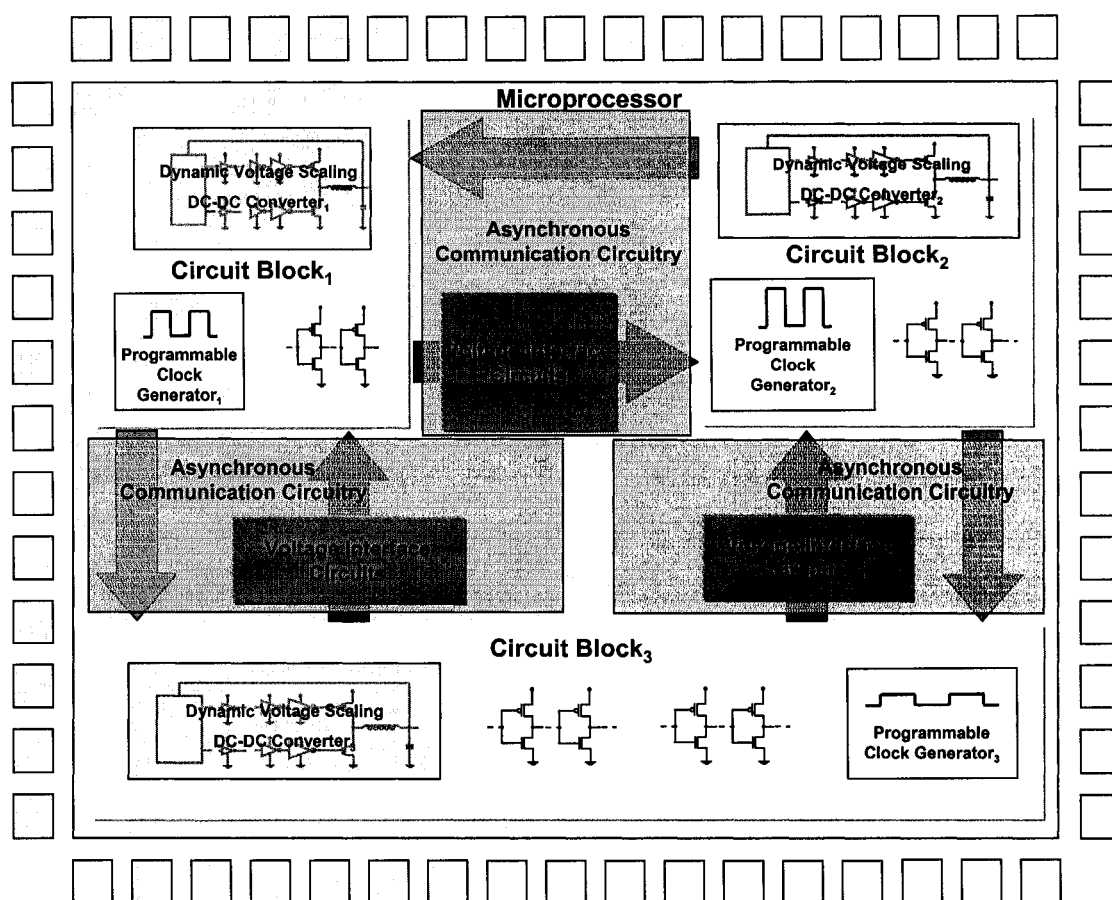 Microprocessor
Dynamic Voltage Scaling
DC-DC Converter₁
Circuit Block₁
Programmable
Clock
Generator₁
Asynchronous
Communication Circuitry
Dynamic Voltage Scaling
DC-DC Converter₂
Circuit Block₂
Programmable
Clock
Generator₂
Asynchronous
Communication Circuitry
Voltage Interface
Circuits
Asynchronous
Communication Circuitry
Circuit Block₃
Dynamic Voltage Scaling
DC-DC Converter₃
Programmable
Clock Generator₃